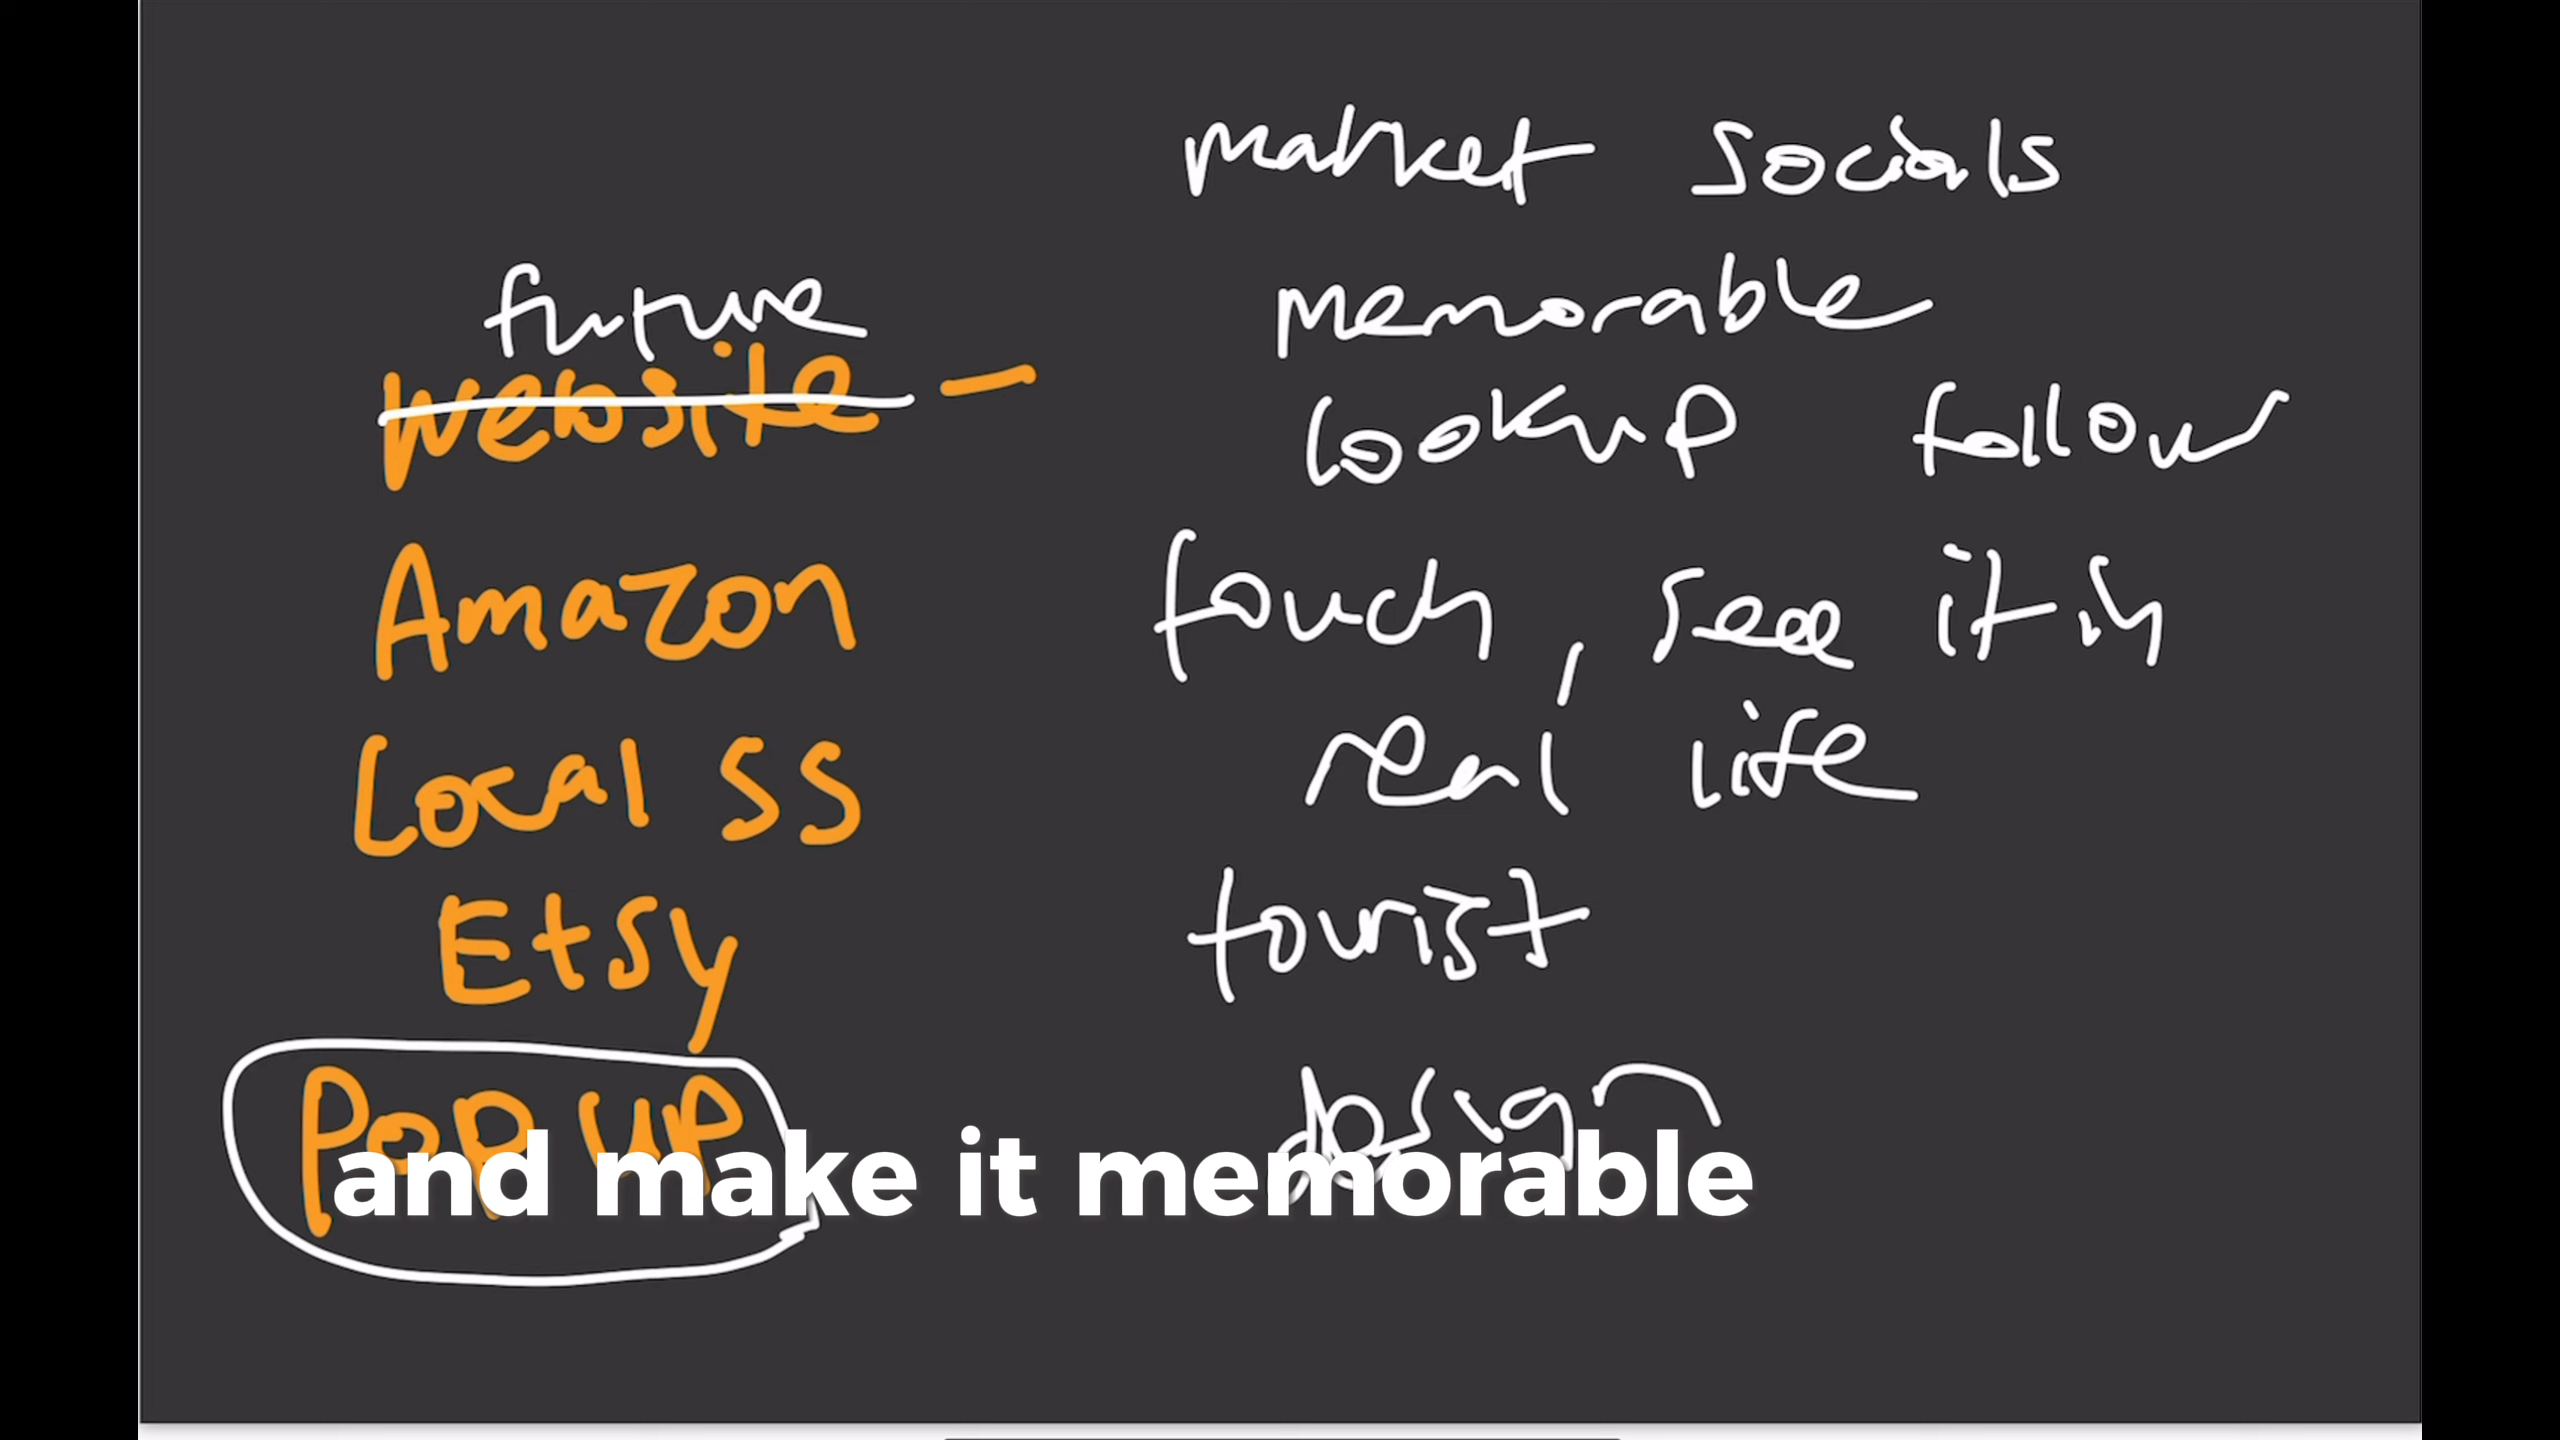 market socials
future
memorable
website -
lookup follow
Amazon
touch, see it in
real life
Local SS
Etsy
tourist
Pop up
design
and make it memorable